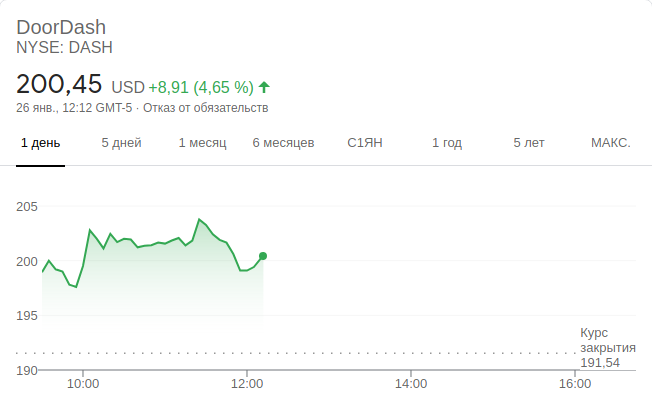 DoorDash
NYSE: DASH
200,45 USD +8,91 (4,65 %)
26 янв., 12:12 GMT-5 · Отказ от обязательств
1 день 5 дней 1 месяц 6 месяцев С1ЯН 1 год 5 лет МАКС.
205
200
195
Курс
закрытия
191,54
190
10:00 12:00 14:00 16:00